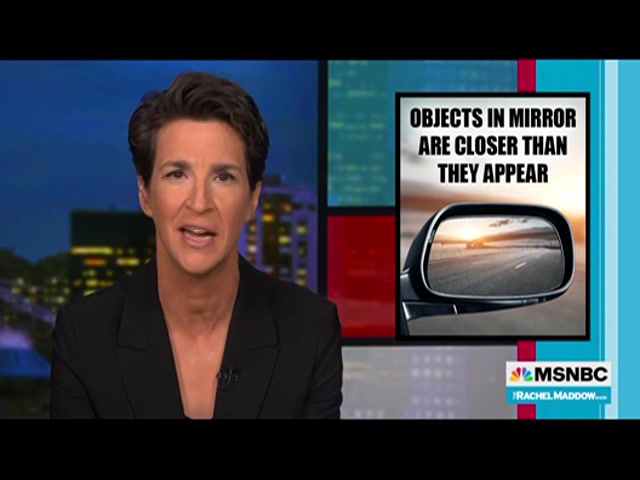 OBJECTS IN MIRROR
ARE CLOSER THAN
THEY APPEAR
MSNBC
THE RACHEL MADDOW SHOW